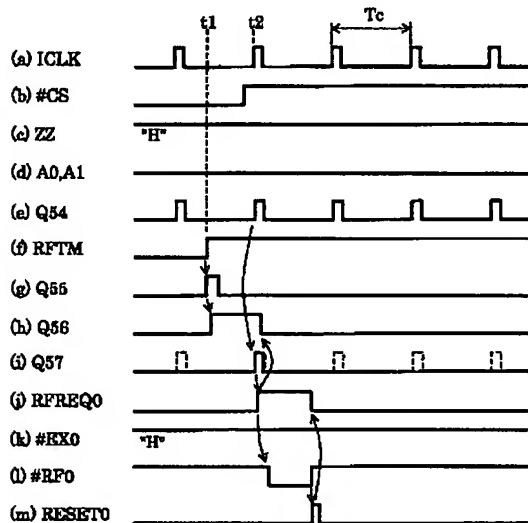 t1 t2 Tc
(a) ICLK
(b) #CS
(c) ZZ "H"
(d) A0,A1
(e) Q54
(f) RFTM
(g) Q55
(h) Q56
(i) Q57
(j) RFREQ0
(k) #EX0 "H"
(l) #RF0
(m) RESET0